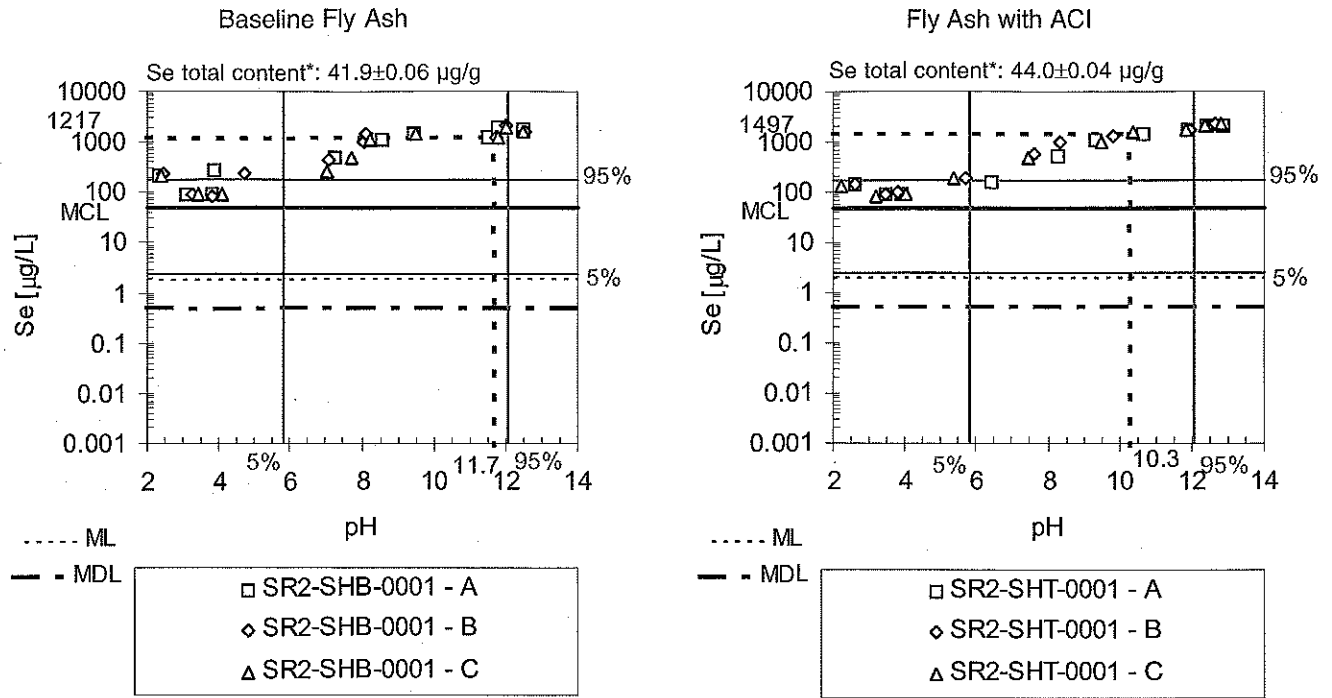 Baseline Fly Ash
Se total content*: 41.9±0.06 µg/g
Se [µg/L]
10000
1217
1000
100
MCL
10
1
0.1
0.01
0.001
95%
5%
5%
11.7
95%
2 4 6 8 10 12 14
pH
ML
MDL
SR2-SHB-0001 - A
SR2-SHB-0001 - B
SR2-SHB-0001 - C
Fly Ash with ACI
Se total content*: 44.0±0.04 µg/g
Se [µg/L]
10000
1497
1000
100
MCL
10
1
0.1
0.01
0.001
95%
5%
5%
10.3
95%
2 4 6 8 10 12 14
pH
ML
MDL
SR2-SHT-0001 - A
SR2-SHT-0001 - B
SR2-SHT-0001 - C